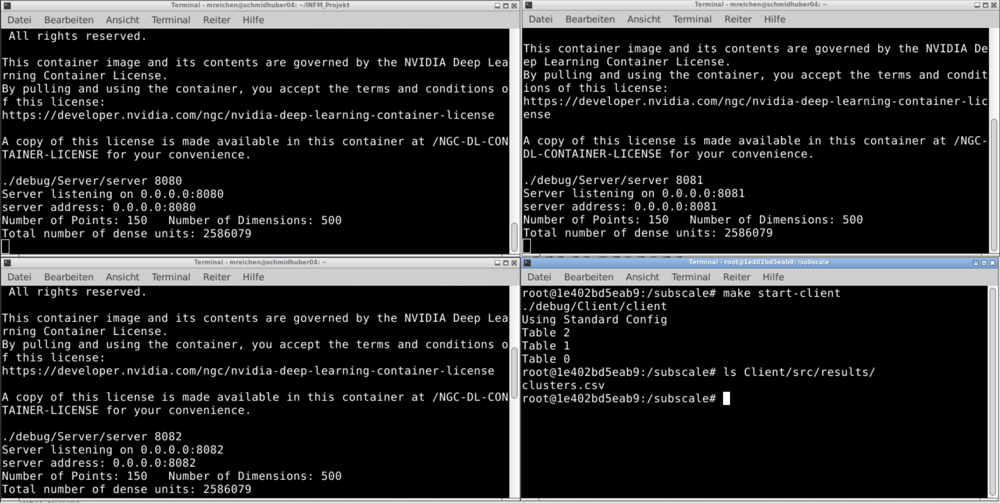 Terminal - mreichen@schmidhuber04: ~/INFM_Projekt
Datei Bearbeiten Ansicht Terminal Reiter Hilfe
All rights reserved.
This container image and its contents are governed by the NVIDIA Deep Lea
rning Container License.
By pulling and using the container, you accept the terms and conditions o
f this license:
https://developer.nvidia.com/ngc/nvidia-deep-learning-container-license
A copy of this license is made available in this container at /NGC-DL-CON
TAINER-LICENSE for your convenience.
./debug/Server/server 8080
Server listening on 0.0.0.0:8080
server address: 0.0.0.0:8080
Number of Points: 150   Number of Dimensions: 500
Total number of dense units: 2586079
Terminal - mreichen@schmidhuber04: ~
Datei Bearbeiten Ansicht Terminal Reiter Hilfe
This container image and its contents are governed by the NVIDIA De
ep Learning Container License.
By pulling and using the container, you accept the terms and condit
ions of this license:
https://developer.nvidia.com/ngc/nvidia-deep-learning-container-lic
ense
A copy of this license is made available in this container at /NGC-
DL-CONTAINER-LICENSE for your convenience.
./debug/Server/server 8081
Server listening on 0.0.0.0:8081
server address: 0.0.0.0:8081
Number of Points: 150   Number of Dimensions: 500
Total number of dense units: 2586079
Terminal - mreichen@schmidhuber04: ~
Datei Bearbeiten Ansicht Terminal Reiter Hilfe
All rights reserved.
This container image and its contents are governed by the NVIDIA Deep Lea
rning Container License.
By pulling and using the container, you accept the terms and conditions o
f this license:
https://developer.nvidia.com/ngc/nvidia-deep-learning-container-license
A copy of this license is made available in this container at /NGC-DL-CON
TAINER-LICENSE for your convenience.
./debug/Server/server 8082
Server listening on 0.0.0.0:8082
server address: 0.0.0.0:8082
Number of Points: 150   Number of Dimensions: 500
Total number of dense units: 2586079
Terminal - root@1e402bd5eab9: /subscale
Datei Bearbeiten Ansicht Terminal Reiter Hilfe
root@1e402bd5eab9:/subscale# make start-client
./debug/Client/client
Using Standard Config
Table 2
Table 1
Table 0
root@1e402bd5eab9:/subscale# ls Client/src/results/
clusters.csv
root@1e402bd5eab9:/subscale#